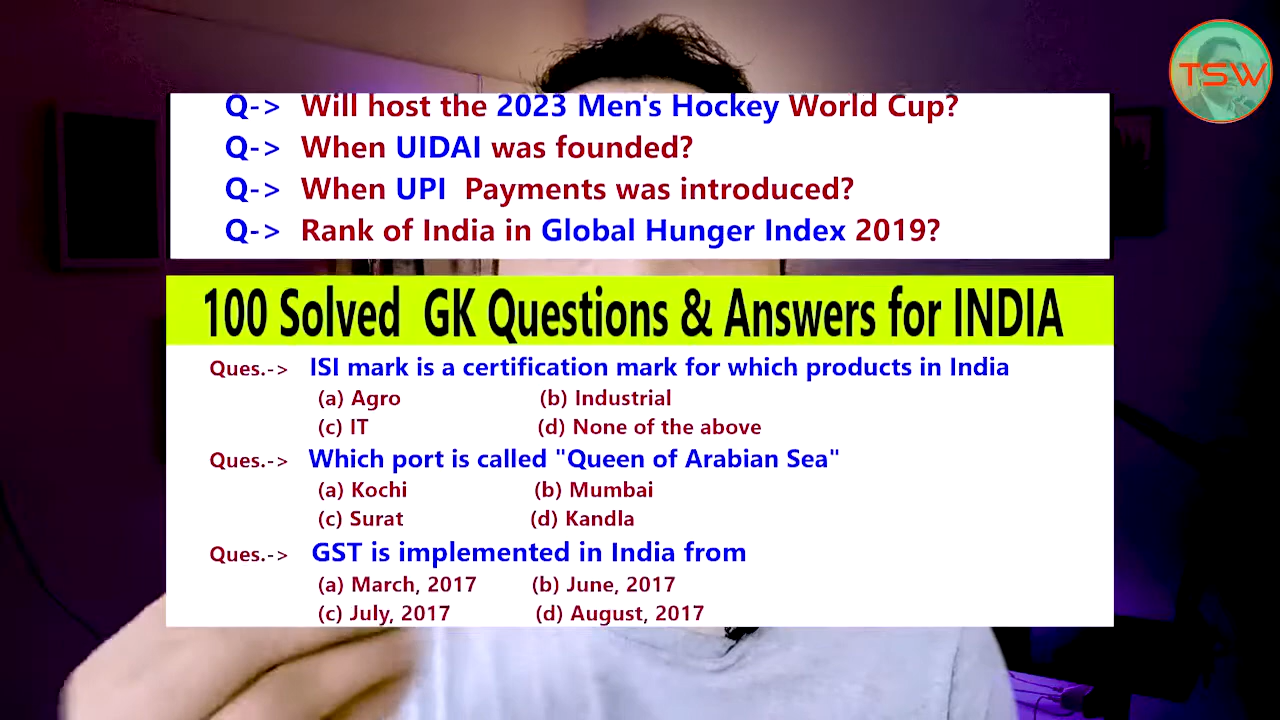 TSW
Q-> Will host the 2023 Men's Hockey World Cup?
Q-> When UIDAI was founded?
Q-> When UPI Payments was introduced?
Q-> Rank of India in Global Hunger Index 2019?
100 Solved GK Questions & Answers for INDIA
Ques.-> ISI mark is a certification mark for which products in India
(a) Agro (b) Industrial
(c) IT (d) None of the above
Ques.-> Which port is called "Queen of Arabian Sea"
(a) Kochi (b) Mumbai
(c) Surat (d) Kandla
Ques.-> GST is implemented in India from
(a) March, 2017 (b) June, 2017
(c) July, 2017 (d) August, 2017